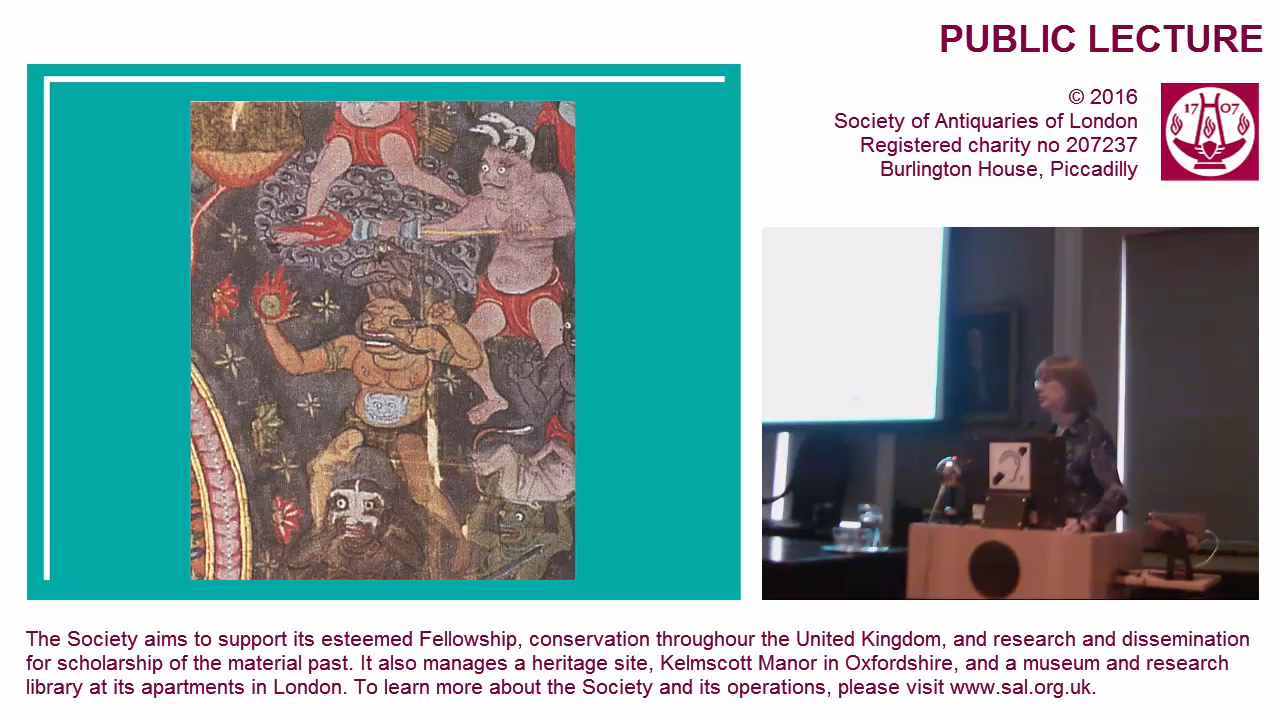 PUBLIC LECTURE
© 2016
Society of Antiquaries of London
Registered charity no 207237
Burlington House, Piccadilly
17 07
The Society aims to support its esteemed Fellowship, conservation throughour the United Kingdom, and research and dissemination
for scholarship of the material past. It also manages a heritage site, Kelmscott Manor in Oxfordshire, and a museum and research
library at its apartments in London. To learn more about the Society and its operations, please visit www.sal.org.uk.